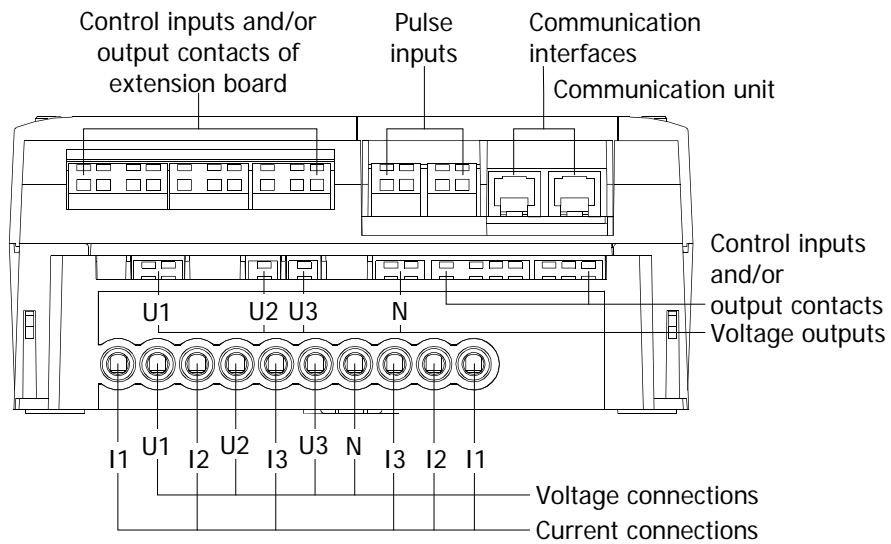 Control inputs and/or
output contacts of
extension board
Pulse
inputs
Communication
interfaces
Communication unit
Control inputs
and/or
output contacts
Voltage outputs
U1 U2 U3 N
I1 U1 I2 U2 I3 U3 N I3 I2 I1
Voltage connections
Current connections